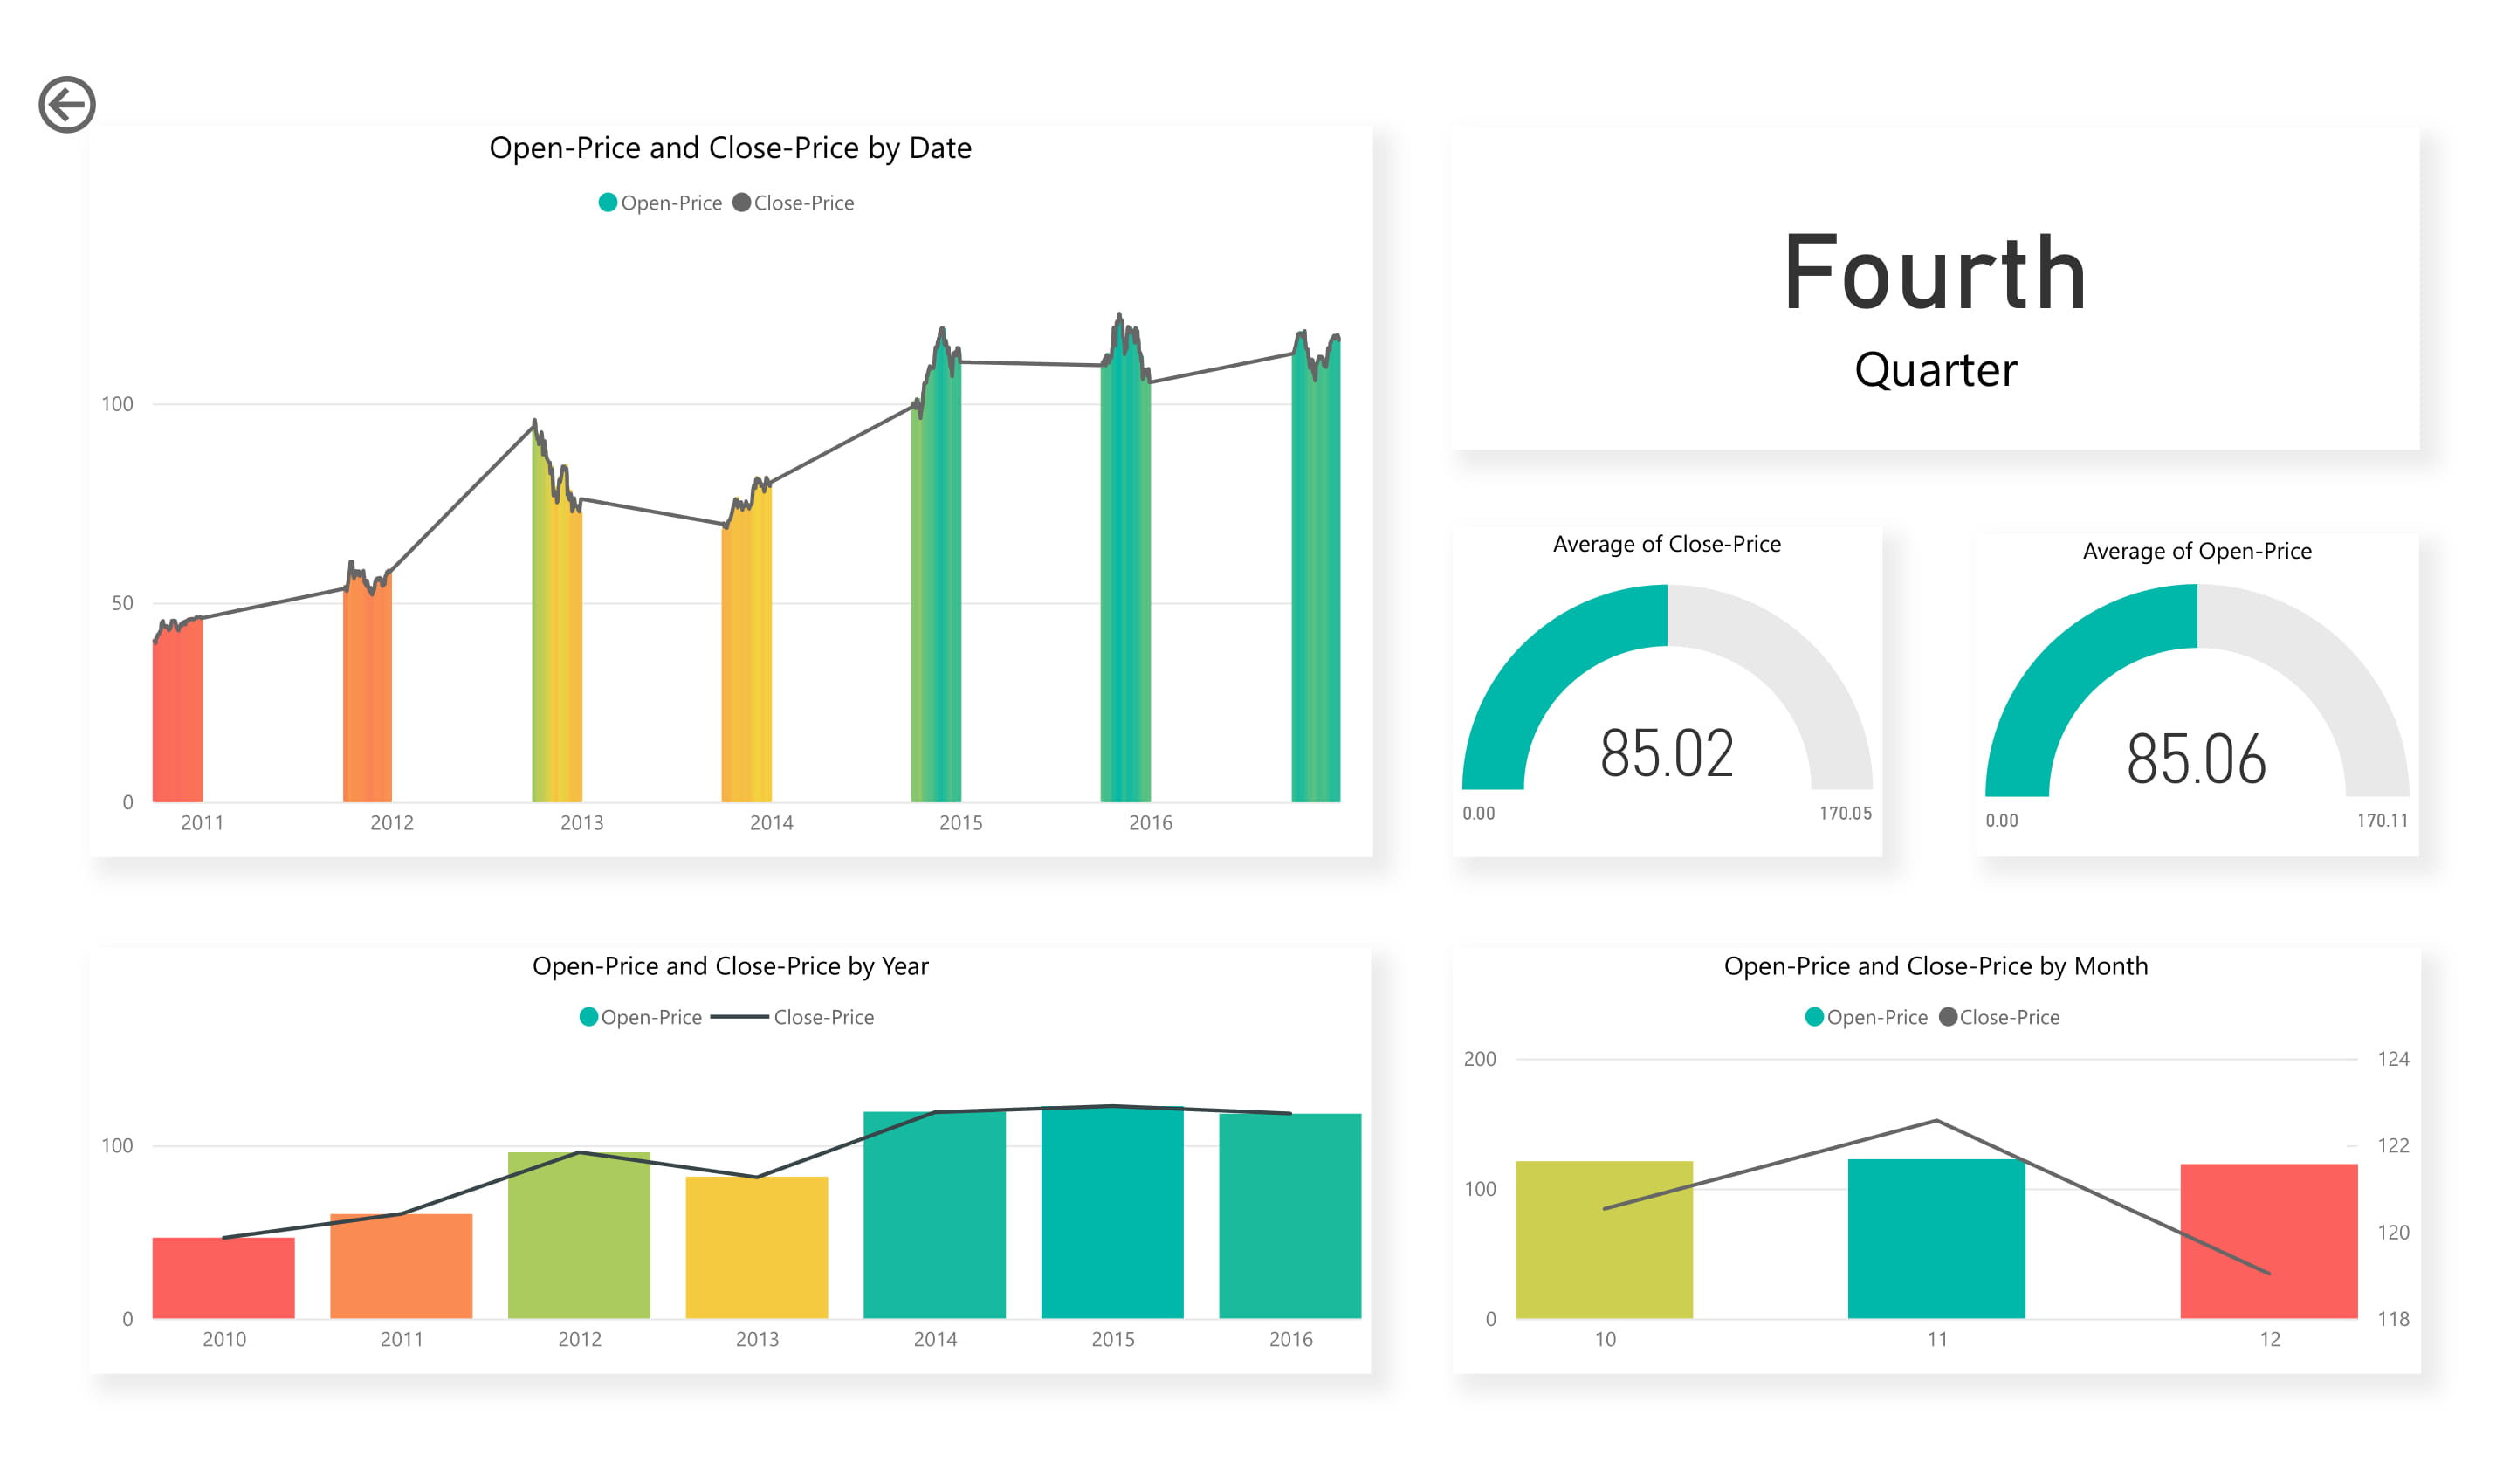 Open-Price and Close-Price by Date
Open-Price Close-Price
100
50
0
2011 2012 2013 2014 2015 2016
Fourth
Quarter
Average of Close-Price
85.02
0.00 170.05
Average of Open-Price
85.06
0.00 170.11
Open-Price and Close-Price by Year
Open-Price Close-Price
100
0
2010 2011 2012 2013 2014 2015 2016
Open-Price and Close-Price by Month
Open-Price Close-Price
200 124
122
100
120
0 118
10 11 12